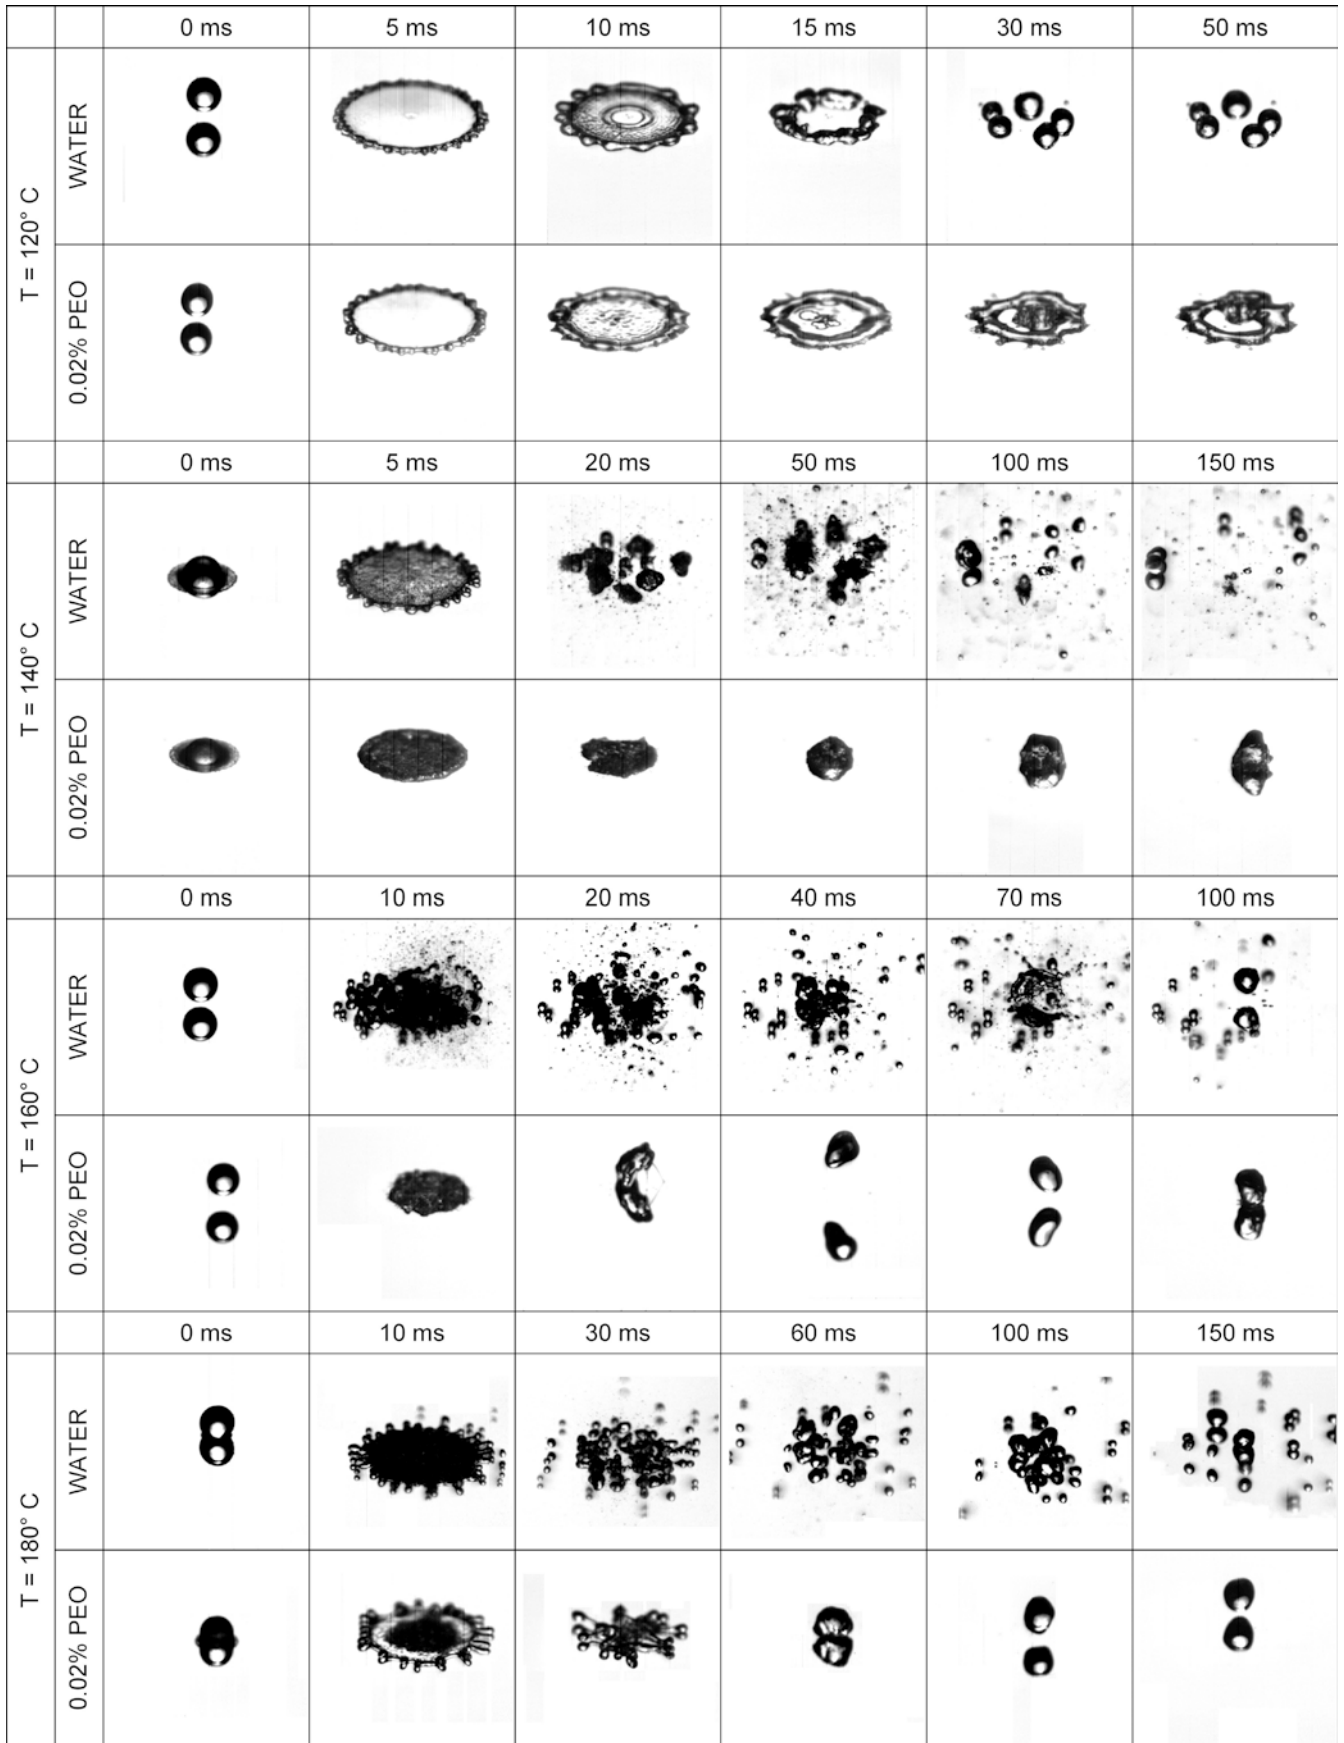 0 ms 5 ms 10 ms 15 ms 30 ms 50 ms
T = 120° C
WATER
0.02% PEO
0 ms 5 ms 20 ms 50 ms 100 ms 150 ms
T = 140° C
WATER
0.02% PEO
0 ms 10 ms 20 ms 40 ms 70 ms 100 ms
T = 160° C
WATER
0.02% PEO
0 ms 10 ms 30 ms 60 ms 100 ms 150 ms
T = 180° C
WATER
0.02% PEO